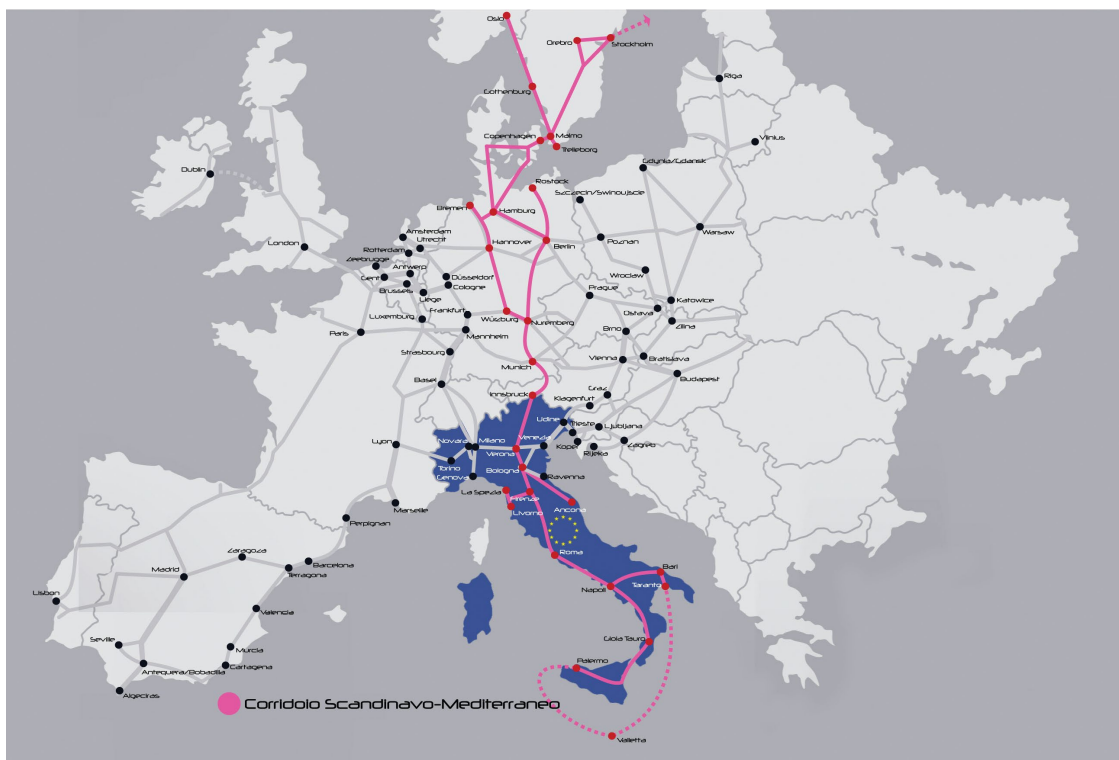 Oslo
Orebro
Stockholm
Gothenburg
Riga
Copenhagen
Malmo
Trelleborg
Vilnius
Gdynia/Gdansk
Dublin
Rostock
Szczecin/Swinoujscie
Bremen
Hamburg
Amsterdam
Utrecht
Hannover
Berlin
Poznan
Warsaw
London
Rotterdam
Zeebrugge
Antwerp
Gent
Düsseldorf
Cologne
Wroclaw
Brussels
Liege
Prague
Katowice
Ostava
Luxemburg
Frankfurt
Würzburg
Nuremberg
Zilina
Paris
Mannheim
Brno
Strasbourg
Munich
Vienna
Bratislava
Budapest
Basel
Innsbruck
Graz
Klagenfurt
Udine
Trieste
Ljubljana
Lyon
Novara
Milano
Venezia
Verona
Koper
Rijeka
Zagreb
Torino
Genova
Bologna
Ravenna
La Spezia
Firenze
Livorno
Ancona
Marseille
Perpignan
Roma
Zaragoza
Barcelona
Madrid
Terragona
Bari
Napoli
Taranto
Lisbon
Valencia
Seville
Murcia
Gioia Tauro
Antequera/Bobadilla
Cartagena
Palermo
Algeciras
Corridoio Scandinavo-Mediterraneo
Valletta